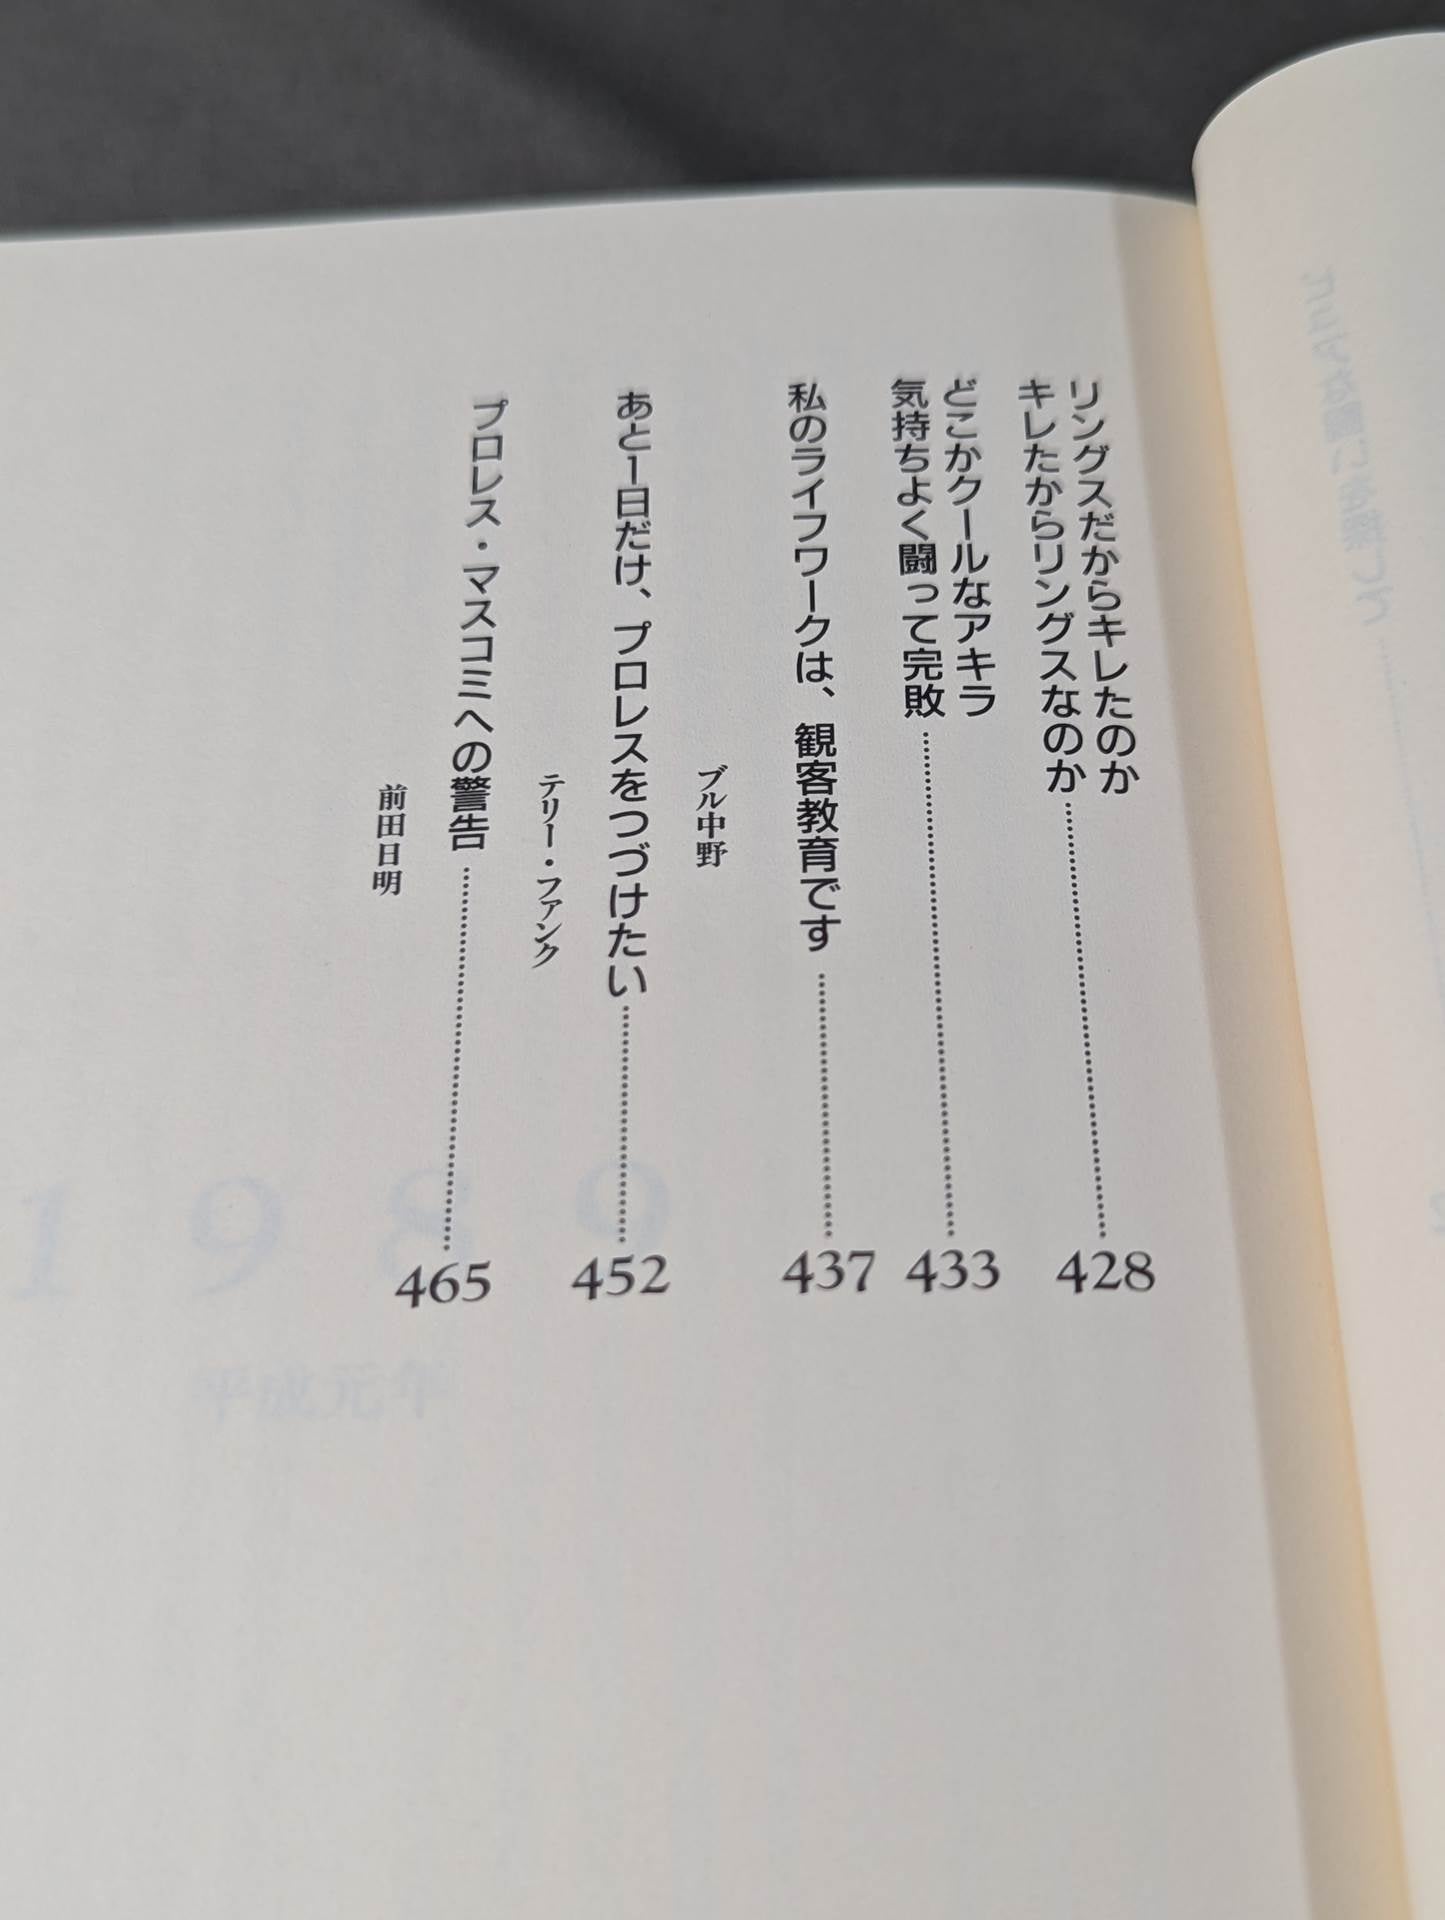 リングスだからキレたのか
キレたからリングスなのか………428
どこかクールなアキラ
気持ちよく闘って完敗………433
私のライフワークは、観客教育です………437
ブル中野
あと1日だけ、プロレスをつづけたい………452
テリー・ファンク
プロレス・マスコミへの警告………465
前田日明
1989
平成元年